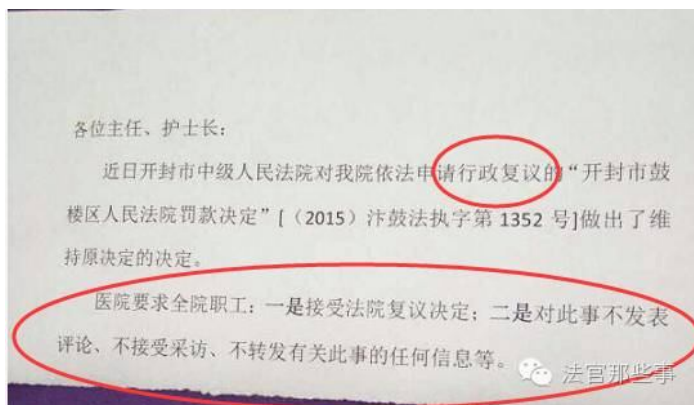 各位主任、护士长：
近日开封市中级人民法院对我院依法申请行政复议的“开封市鼓
楼区人民法院罚款决定”[（2015）汴鼓法执字第 1352 号]做出了维
持原决定的决定。
医院要求全院职工：一是接受法院复议决定；二是对此事不发表
评论、不接受采访、不转发有关此事的任何信息等。
法官那些事